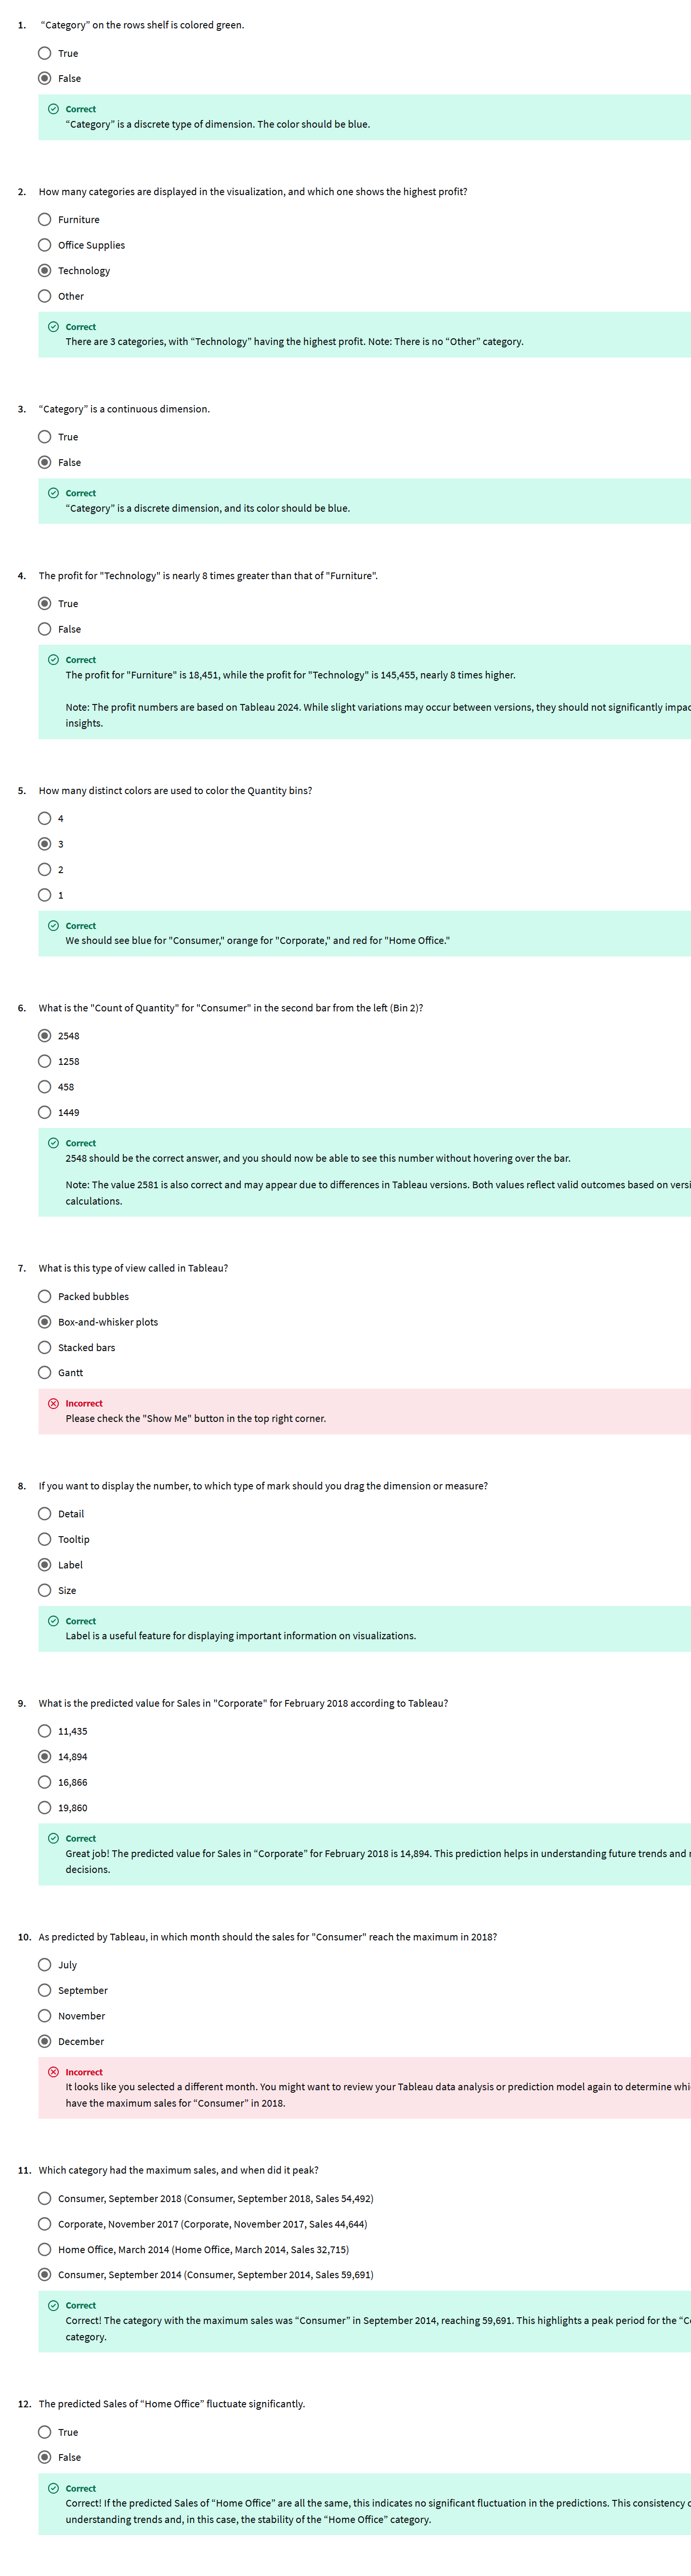 1. “Category” on the rows shelf is colored green.
True
False
Correct
“Category” is a discrete type of dimension. The color should be blue.
2. How many categories are displayed in the visualization, and which one shows the highest profit?
Furniture
Office Supplies
Technology
Other
Correct
There are 3 categories, with “Technology” having the highest profit. Note: There is no “Other” category.
3. “Category” is a continuous dimension.
True
False
Correct
“Category” is a discrete dimension, and its color should be blue.
4. The profit for "Technology" is nearly 8 times greater than that of "Furniture".
True
False
Correct
The profit for "Furniture" is 18,451, while the profit for "Technology" is 145,455, nearly 8 times higher.
Note: The profit numbers are based on Tableau 2024. While slight variations may occur between versions, they should not significantly impac
insights.
5. How many distinct colors are used to color the Quantity bins?
4
3
2
1
Correct
We should see blue for "Consumer," orange for "Corporate," and red for "Home Office."
6. What is the "Count of Quantity" for "Consumer" in the second bar from the left (Bin 2)?
2548
1258
458
1449
Correct
2548 should be the correct answer, and you should now be able to see this number without hovering over the bar.
Note: The value 2581 is also correct and may appear due to differences in Tableau versions. Both values reflect valid outcomes based on versi
calculations.
7. What is this type of view called in Tableau?
Packed bubbles
Box-and-whisker plots
Stacked bars
Gantt
Incorrect
Please check the "Show Me" button in the top right corner.
8. If you want to display the number, to which type of mark should you drag the dimension or measure?
Detail
Tooltip
Label
Size
Correct
Label is a useful feature for displaying important information on visualizations.
9. What is the predicted value for Sales in "Corporate" for February 2018 according to Tableau?
11,435
14,894
16,866
19,860
Correct
Great job! The predicted value for Sales in “Corporate” for February 2018 is 14,894. This prediction helps in understanding future trends and
decisions.
10. As predicted by Tableau, in which month should the sales for "Consumer" reach the maximum in 2018?
July
September
November
December
Incorrect
It looks like you selected a different month. You might want to review your Tableau data analysis or prediction model again to determine whi
have the maximum sales for “Consumer” in 2018.
11. Which category had the maximum sales, and when did it peak?
Consumer, September 2018 (Consumer, September 2018, Sales 54,492)
Corporate, November 2017 (Corporate, November 2017, Sales 44,644)
Home Office, March 2014 (Home Office, March 2014, Sales 32,715)
Consumer, September 2014 (Consumer, September 2014, Sales 59,691)
Correct
Correct! The category with the maximum sales was “Consumer” in September 2014, reaching 59,691. This highlights a peak period for the “C
category.
12. The predicted Sales of “Home Office” fluctuate significantly.
True
False
Correct
Correct! If the predicted Sales of “Home Office” are all the same, this indicates no significant fluctuation in the predictions. This consistency
understanding trends and, in this case, the stability of the “Home Office” category.